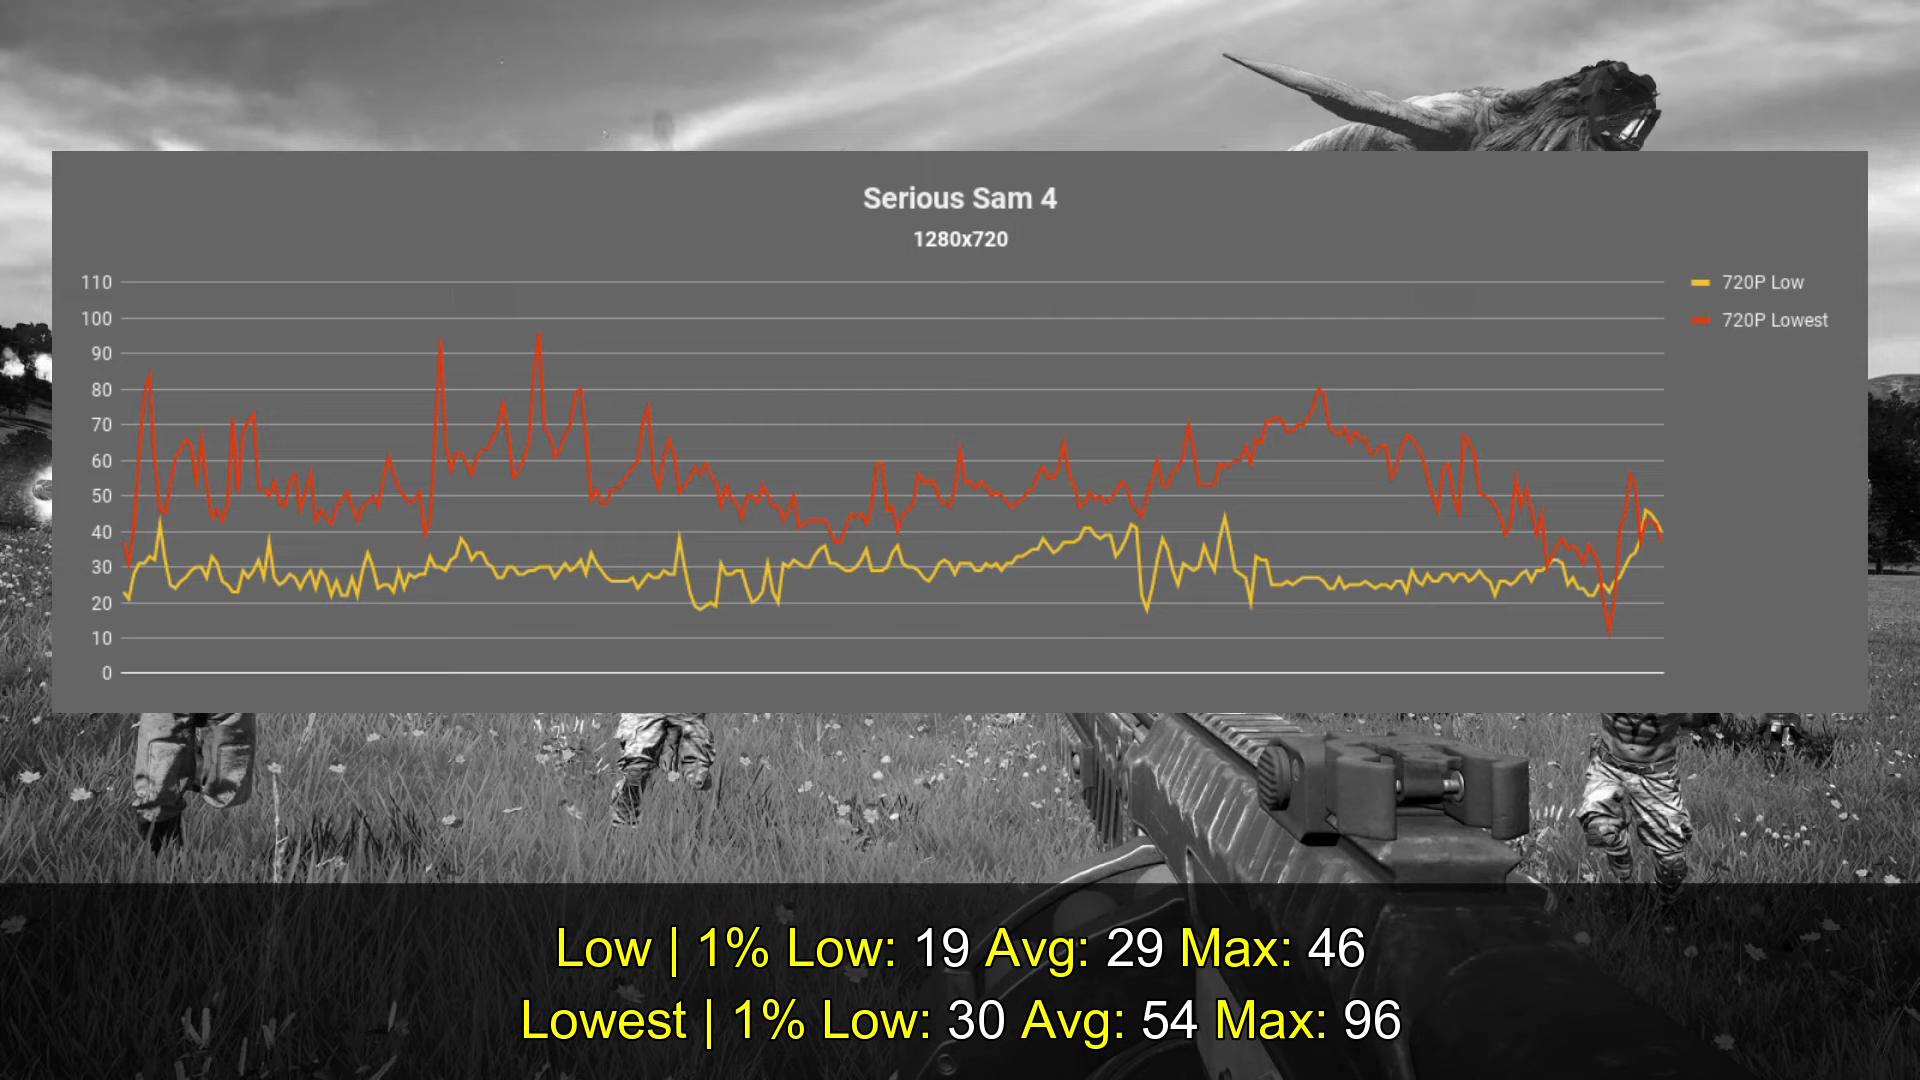 Serious Sam 4
1280x720
110
100
90
80
70
60
50
40
30
20
10
0
720P Low
720P Lowest
Low | 1% Low: 19 Avg: 29 Max: 46
Lowest | 1% Low: 30 Avg: 54 Max: 96